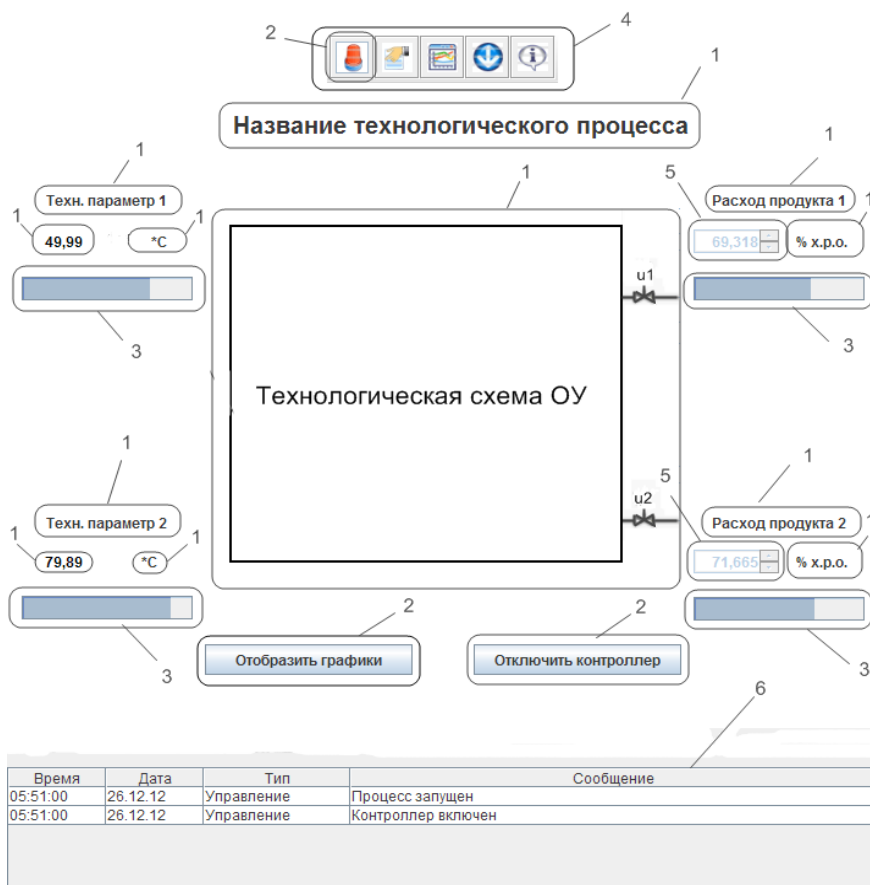 2
4
1
Название технологического процесса
1
1
1
5
Техн. параметр 1
Расход продукта 1
1
1
1
49,99
*C
69,318
% х.р.о.
u1
3
3
Технологическая схема ОУ
1
1
5
u2
Техн. параметр 2
Расход продукта 2
1
1
1
79,89
*C
71,665
% х.р.о.
2
2
3
3
Отобразить графики
Отключить контроллер
6
Время Дата Тип Сообщение
05:51:00 26.12.12 Управление Процесс запущен
05:51:00 26.12.12 Управление Контроллер включен